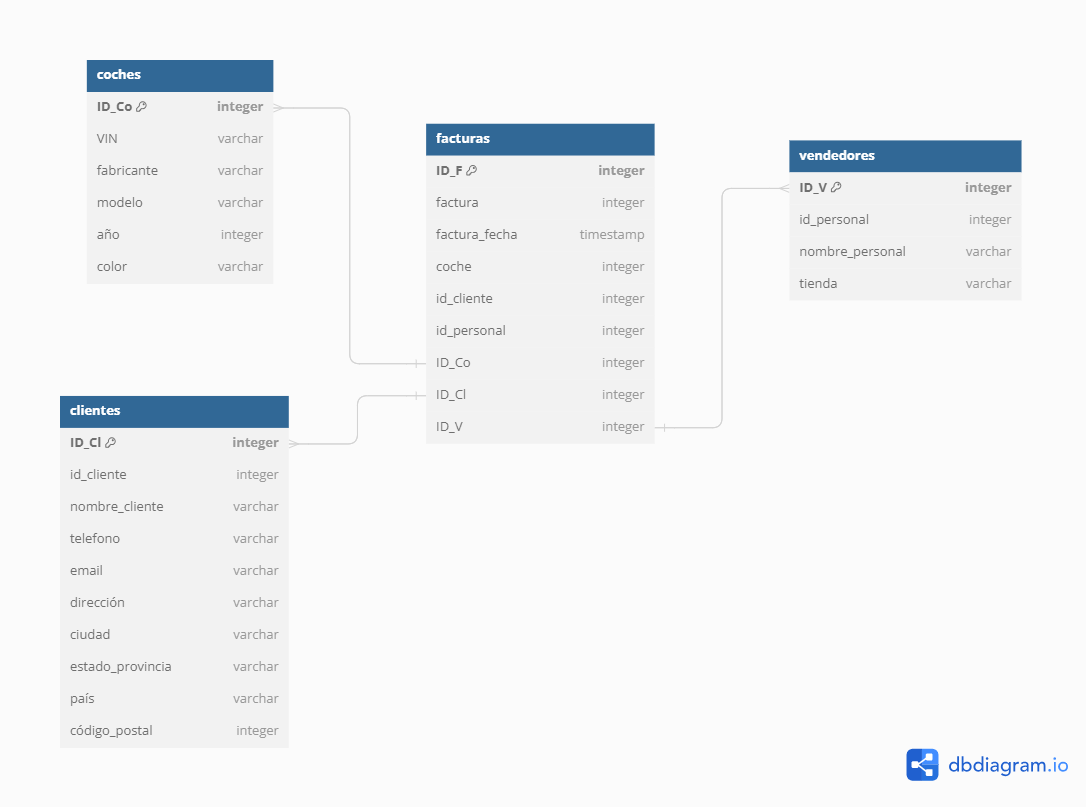 coches
ID_Co integer
VIN varchar
fabricante varchar
modelo varchar
año integer
color varchar
facturas
ID_F integer
factura integer
factura_fecha timestamp
coche integer
id_cliente integer
id_personal integer
ID_Co integer
ID_Cl integer
ID_V integer
vendedores
ID_V integer
id_personal integer
nombre_personal varchar
tienda varchar
clientes
ID_Cl integer
id_cliente integer
nombre_cliente varchar
telefono varchar
email varchar
dirección varchar
ciudad varchar
estado_provincia varchar
país varchar
código_postal integer
dbdiagram.io